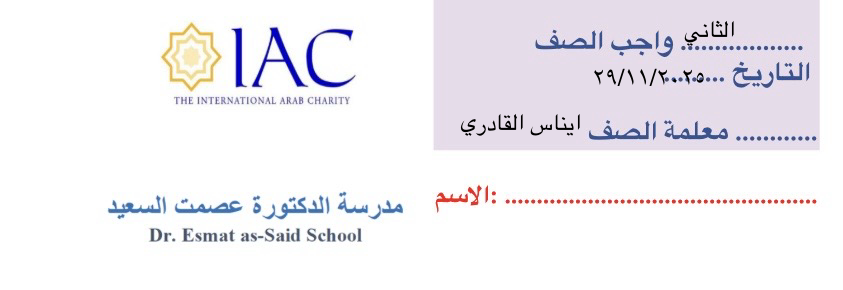 واجب الصف الثاني ..................
التاريخ ٢٩/١١/٢٠٢٥ .........
معلمة الصف ايناس القادري ............
الاسم: ................................................
IAC
THE INTERNATIONAL ARAB CHARITY
مدرسة الدكتورة عصمت السعيد
Dr. Esmat as-Said School